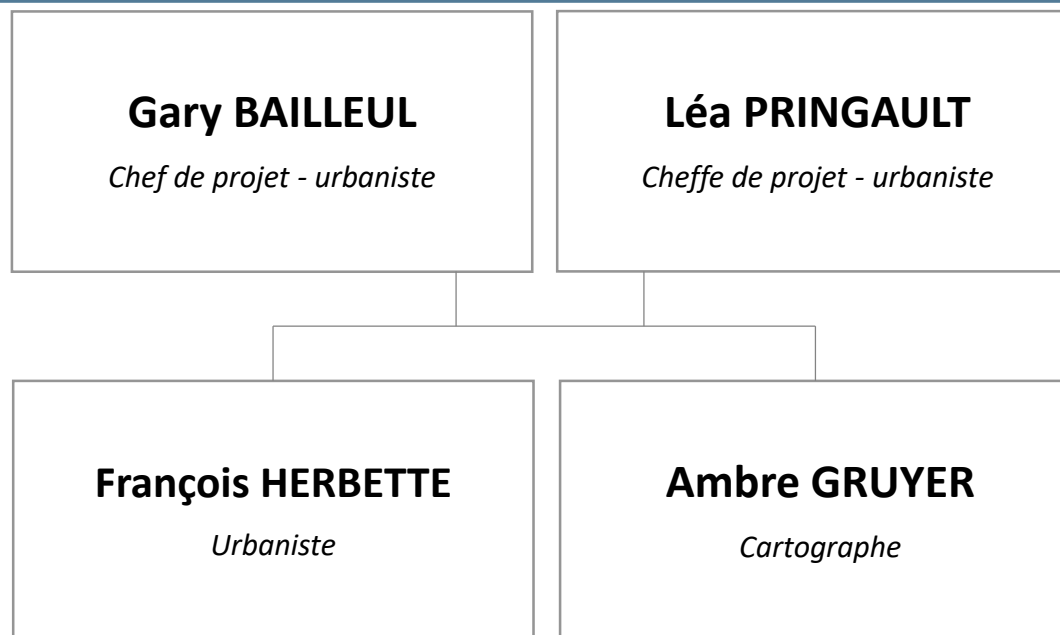 Gary BAILLEUL
Chef de projet - urbaniste
Léa PRINGAULT
Cheffe de projet - urbaniste
François HERBETTE
Urbaniste
Ambre GRUYER
Cartographe